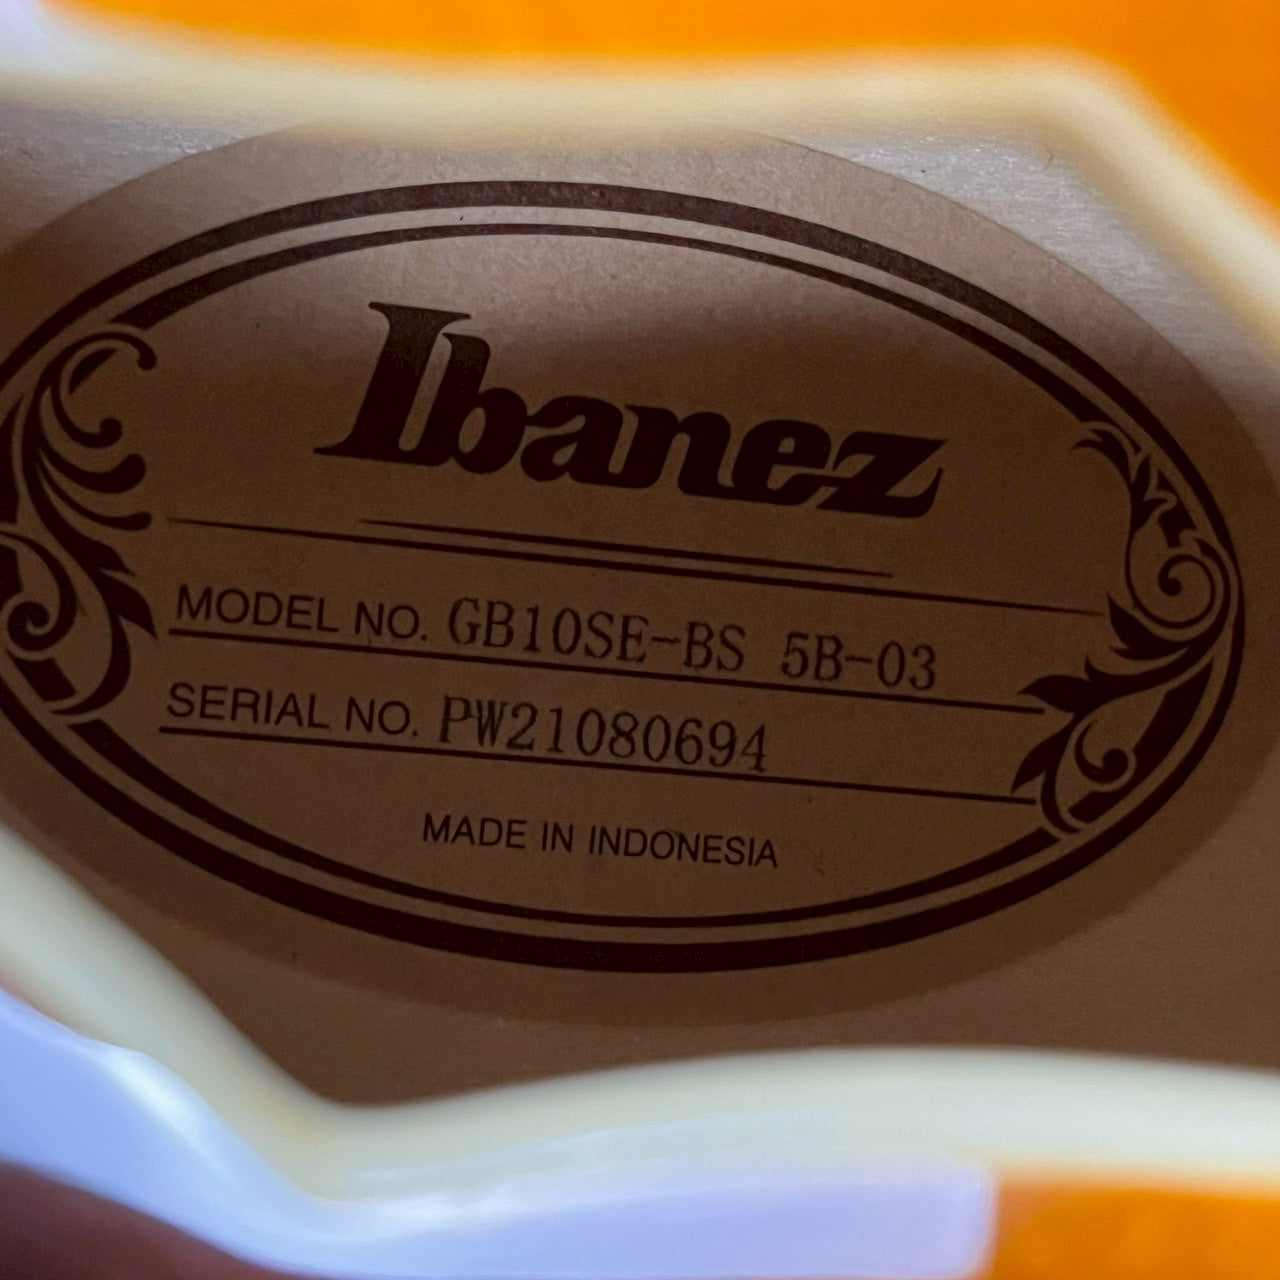 Ibanez
MODEL NO. GB10SE-BS 5B-03
SERIAL NO. PW21080694
MADE IN INDONESIA